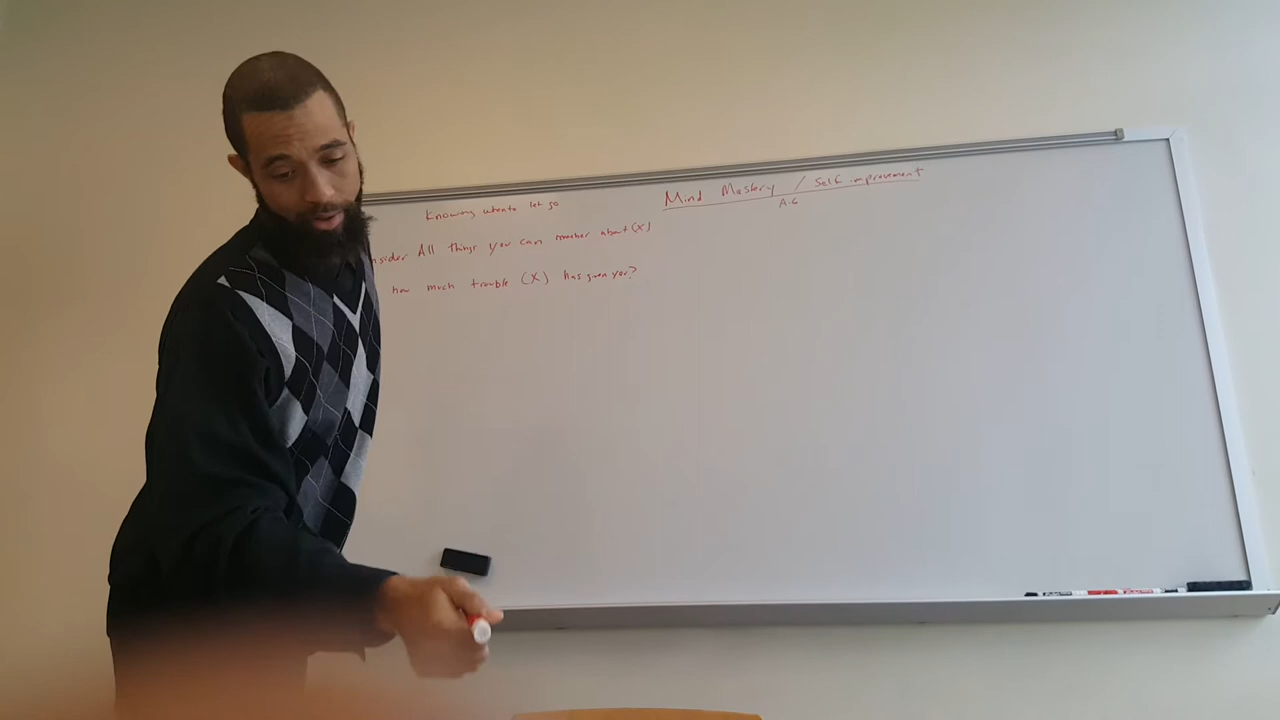 Mind Mastery / Self improvement
A.G
Knowing when to let go
nsider All things you can remember about (X)
how much trouble (X) has given you?